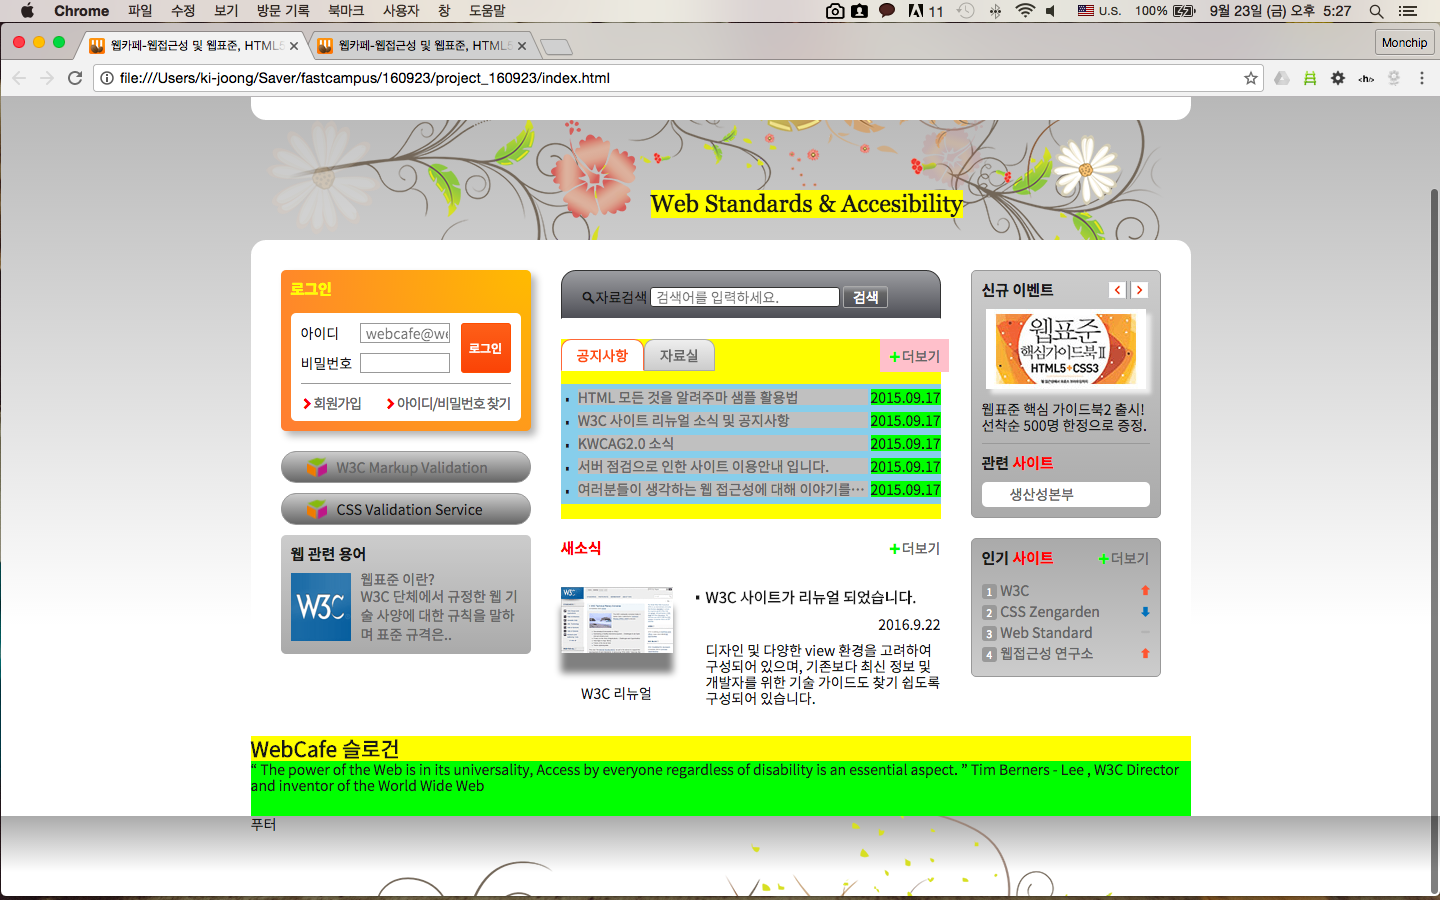 Chrome 파일 수정 보기 방문 기록 북마크 사용자 창 도움말 11 U.S. 100% 9월 23일 (금) 오후 5:27
웹카페-웹접근성 및 웹표준, HTML5
웹카페-웹접근성 및 웹표준, HTML5
Monchip
file:///Users/ki-joong/Saver/fastcampus/160923/project_160923/index.html
Web Standards & Accesibility
로그인
아이디 webcafe@we
비밀번호
로그인
회원가입 아이디/비밀번호 찾기
W3C Markup Validation
CSS Validation Service
웹 관련 용어
W3C
웹표준 이란?
W3C 단체에서 규정한 웹 기
술 사양에 대한 규칙을 말하
며 표준 규격은..
자료검색 검색어를 입력하세요. 검색
공지사항 자료실 +더보기
HTML 모든 것을 알려주마 샘플 활용법 2015.09.17
W3C 사이트 리뉴얼 소식 및 공지사항 2015.09.17
KWCAG2.0 소식 2015.09.17
서버 점검으로 인한 사이트 이용안내 입니다. 2015.09.17
여러분들이 생각하는 웹 접근성에 대해 이야기를… 2015.09.17
새소식 +더보기
W3C
W3C 리뉴얼
W3C 사이트가 리뉴얼 되었습니다.
2016.9.22
디자인 및 다양한 view 환경을 고려하여
구성되어 있으며, 기존보다 최신 정보 및
개발자를 위한 기술 가이드도 찾기 쉽도록
구성되어 있습니다.
신규 이벤트
웹표준
핵심가이드북 II
HTML5+CSS3
웹표준 핵심 가이드북2 출시!
선착순 500명 한정으로 증정.
관련 사이트
생산성본부
인기 사이트 +더보기
1 W3C
2 CSS Zengarden
3 Web Standard
4 웹접근성 연구소
WebCafe 슬로건
“ The power of the Web is in its universality, Access by everyone regardless of disability is an essential aspect. ” Tim Berners - Lee , W3C Director
and inventor of the World Wide Web
푸터